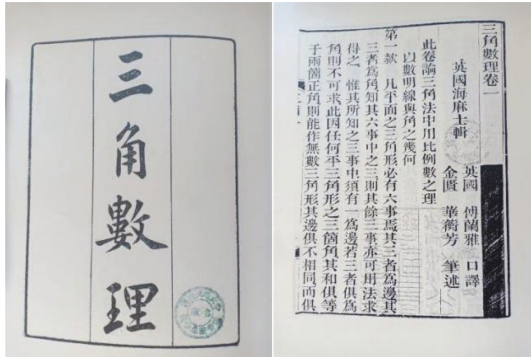 三角數理
三角數理卷一
英國海麻士輯
英國 傅蘭雅 口譯
金匱 華蘅芳 筆述
此卷論三角法中用比例數之理
以數明線與角之幾何
第一款 凡平面之三角形必有六事焉其三者爲邊其
三者爲角知其六事中之三則其餘三事亦可用法求
得之 惟其所知之三事中須有一爲邊若三者俱爲
角則不可求此因任何平三角形之三箇角其和俱等
于兩箇正角則能作無數三角形其邊俱不相同而俱